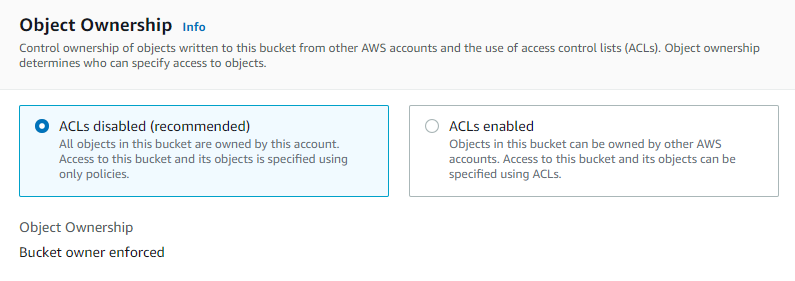 Object Ownership Info
Control ownership of objects written to this bucket from other AWS accounts and the use of access control lists (ACLs). Object ownership
determines who can specify access to objects.
ACLs disabled (recommended)
All objects in this bucket are owned by this account.
Access to this bucket and its objects is specified using
only policies.
ACLs enabled
Objects in this bucket can be owned by other AWS
accounts. Access to this bucket and its objects can be
specified using ACLs.
Object Ownership
Bucket owner enforced